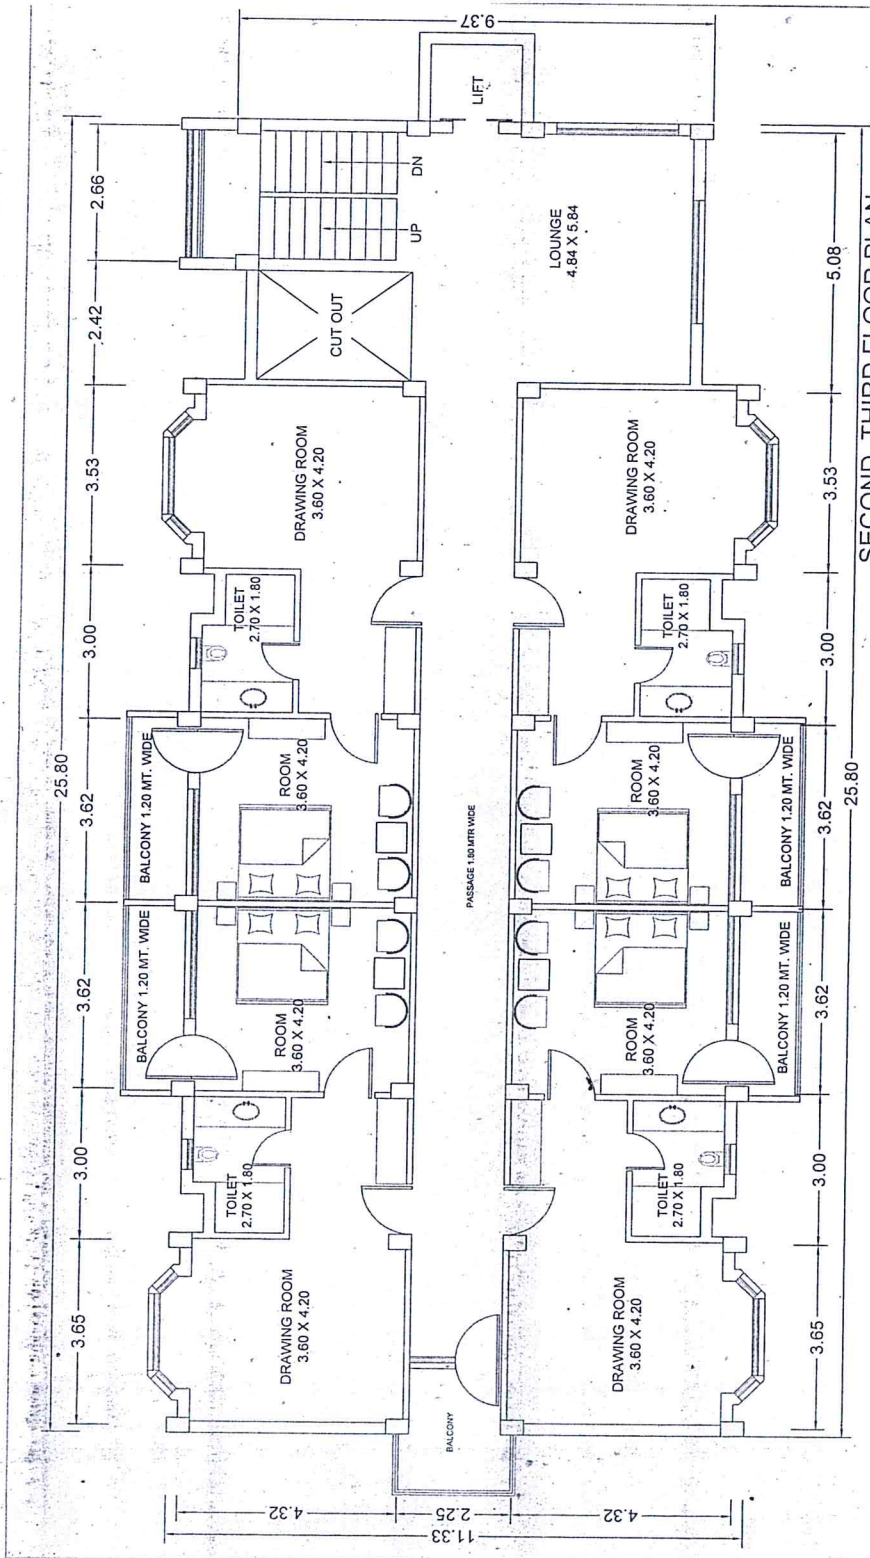 9.37
LIFT
25.80
2.66
2.42
3.53
3.00
3.62
3.62
3.00
3.65
DN
UP
CUT OUT
LOUNGE
4.84 X 5.84
5.08
DRAWING ROOM
3.60 X 4.20
DRAWING ROOM
3.60 X 4.20
3.53
SECOND, THIRD FLOOR PLAN
TOILET
2.70 X 1.80
TOILET
2.70 X 1.80
3.00
BALCONY 1.20 MT. WIDE
ROOM
3.60 X 4.20
PASSAGE 1.80 MTR WIDE
ROOM
3.60 X 4.20
BALCONY 1.20 MT. WIDE
3.62
25.80
BALCONY 1.20 MT. WIDE
ROOM
3.60 X 4.20
ROOM
3.60 X 4.20
BALCONY 1.20 MT. WIDE
3.62
TOILET
2.70 X 1.80
TOILET
2.70 X 1.80
3.00
DRAWING ROOM
3.60 X 4.20
DRAWING ROOM
3.60 X 4.20
3.65
BALCONY
4.32
2.25
4.32
11.33